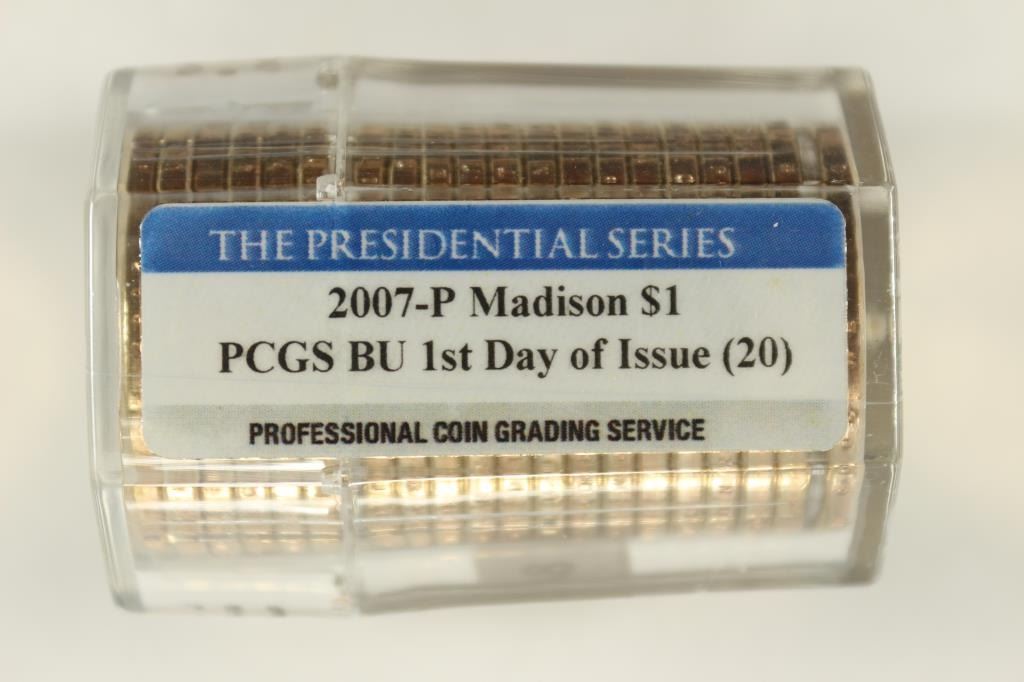 THE PRESIDENTIAL SERIES
2007-P Madison $1
PCGS BU 1st Day of Issue (20)
PROFESSIONAL COIN GRADING SERVICE